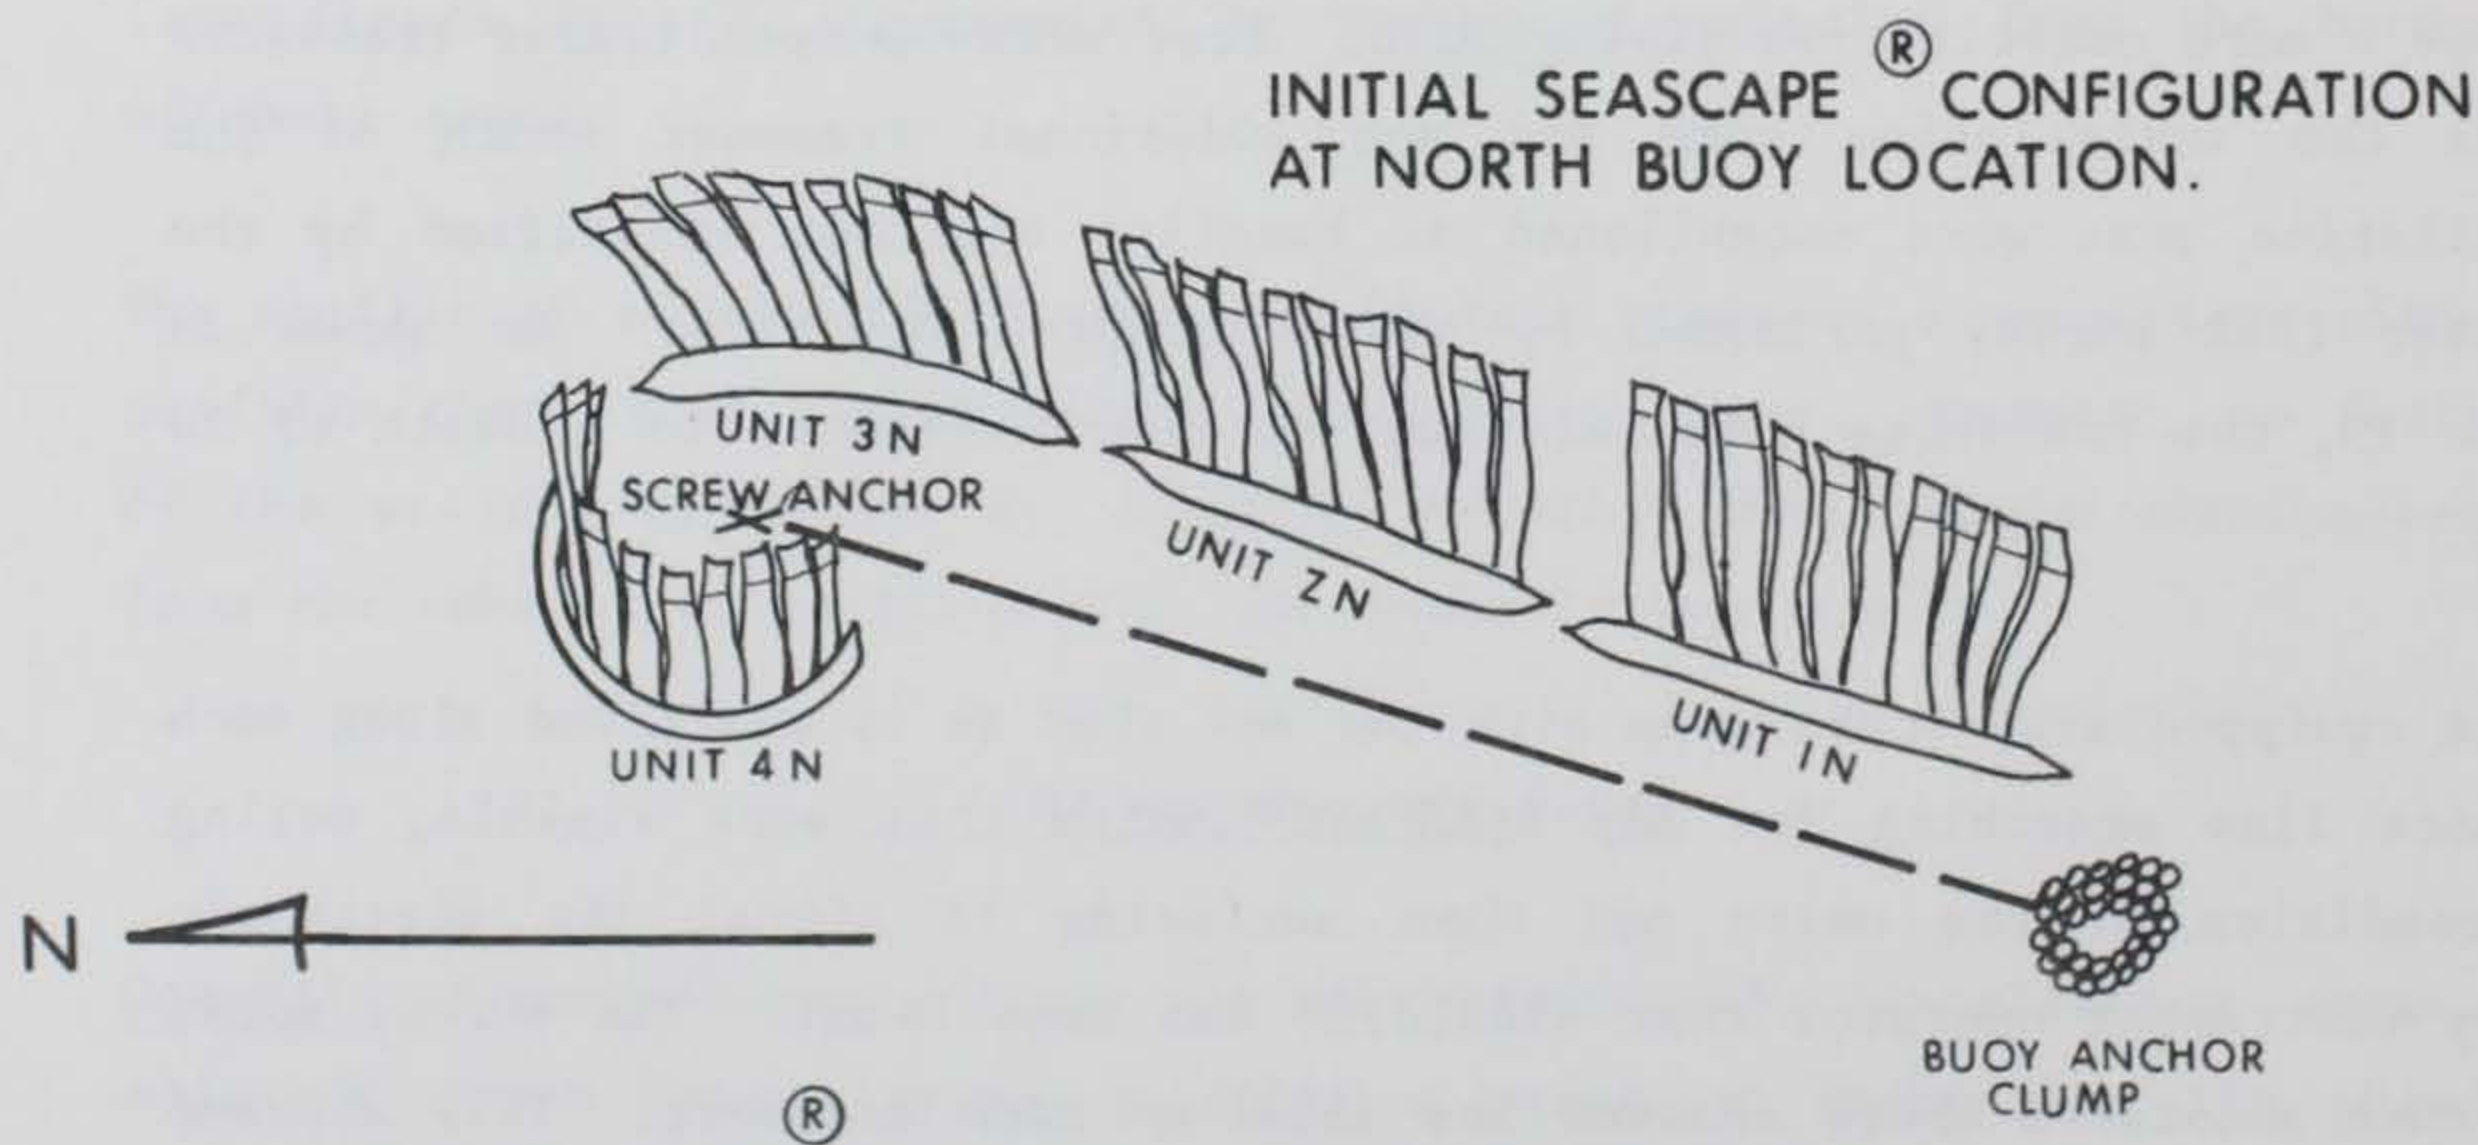 INITIAL SEASCAPE ® CONFIGURATION
AT NORTH BUOY LOCATION.
UNIT 3N
SCREW ANCHOR
UNIT 2N
UNIT 1N
UNIT 4N
N
BUOY ANCHOR
CLUMP
®